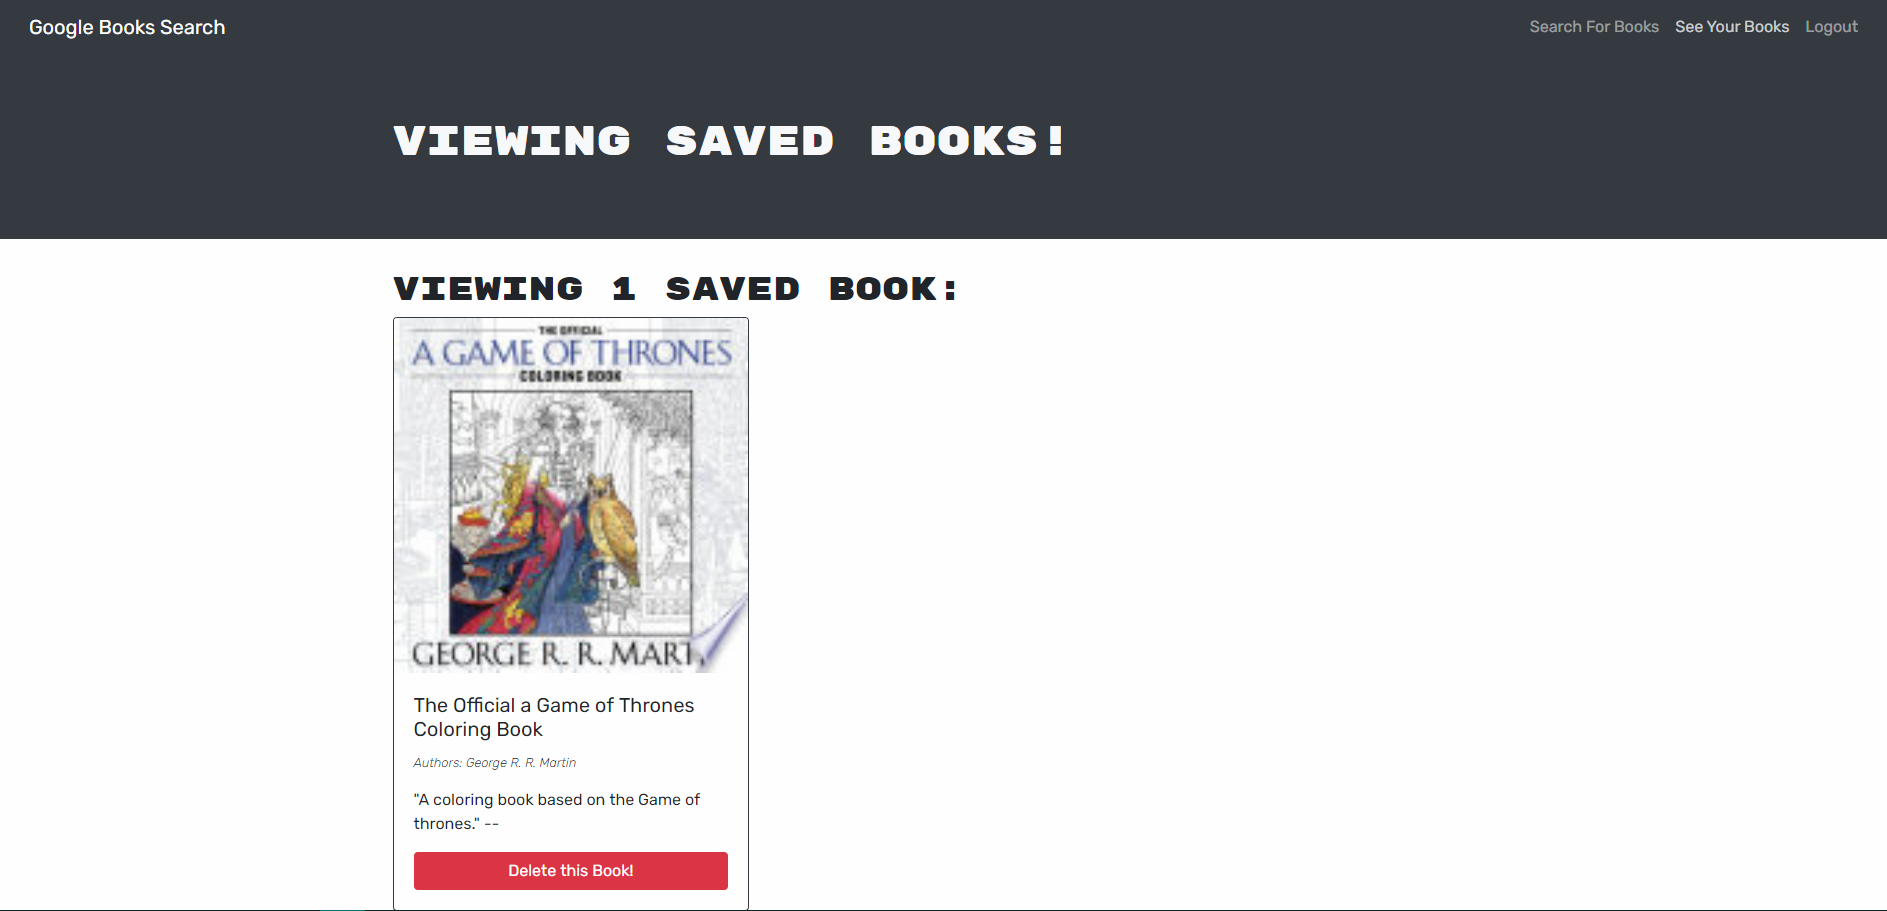 Google Books Search
Search For Books See Your Books Logout
VIEWING SAVED BOOKS!
VIEWING 1 SAVED BOOK:
THE OFFICIAL
A GAME OF THRONES
COLORING BOOK
GEORGE R. R. MART
The Official a Game of Thrones
Coloring Book
Authors: George R. R. Martin
"A coloring book based on the Game of
thrones." --
Delete this Book!